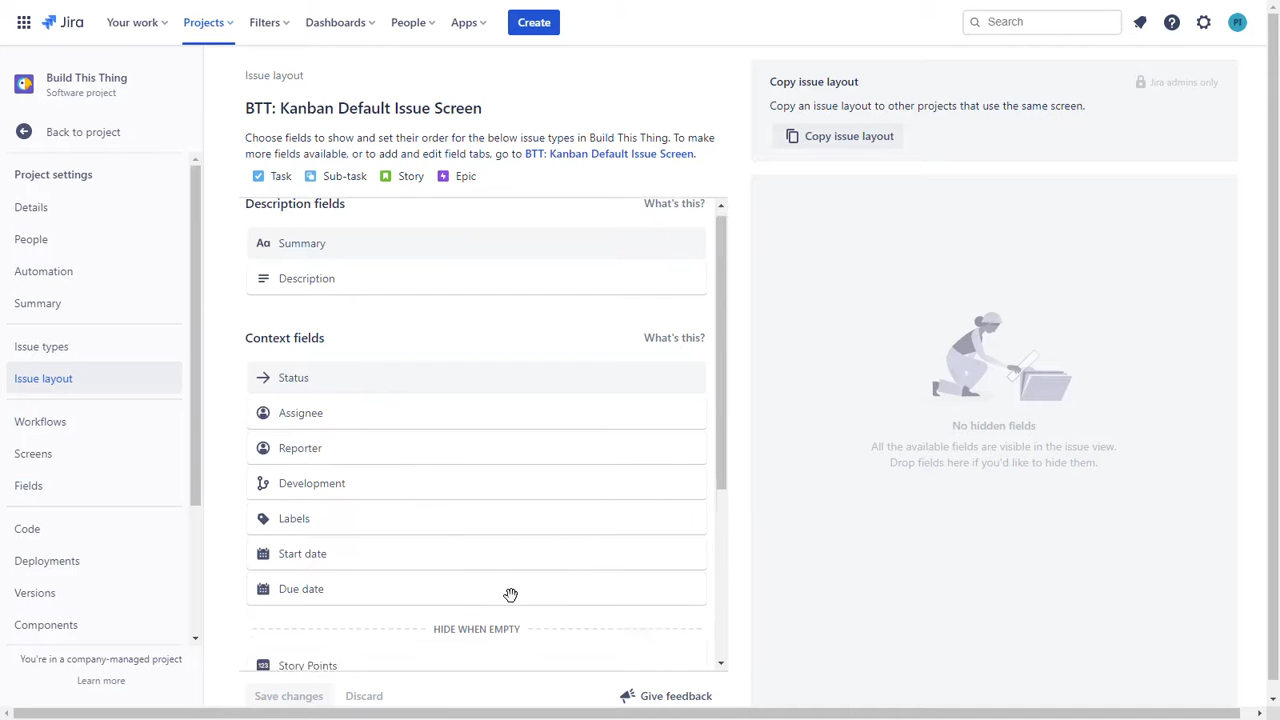 Jira
Your work
Projects
Filters
Dashboards
People
Apps
Create
Search
PI
Build This Thing
Software project
Back to project
Project settings
Details
People
Automation
Summary
Issue types
Issue layout
Workflows
Screens
Fields
Code
Deployments
Versions
Components
You're in a company-managed project
Learn more
Issue layout
BTT: Kanban Default Issue Screen
Choose fields to show and set their order for the below issue types in Build This Thing. To make
more fields available, or to add and edit field tabs, go to BTT: Kanban Default Issue Screen.
Task
Sub-task
Story
Epic
Description fields
What's this?
Aa Summary
Description
Context fields
What's this?
Status
Assignee
Reporter
Development
Labels
Start date
Due date
HIDE WHEN EMPTY
123 Story Points
Save changes
Discard
Give feedback
Copy issue layout
Jira admins only
Copy an issue layout to other projects that use the same screen.
Copy issue layout
No hidden fields
All the available fields are visible in the issue view.
Drop fields here if you'd like to hide them.